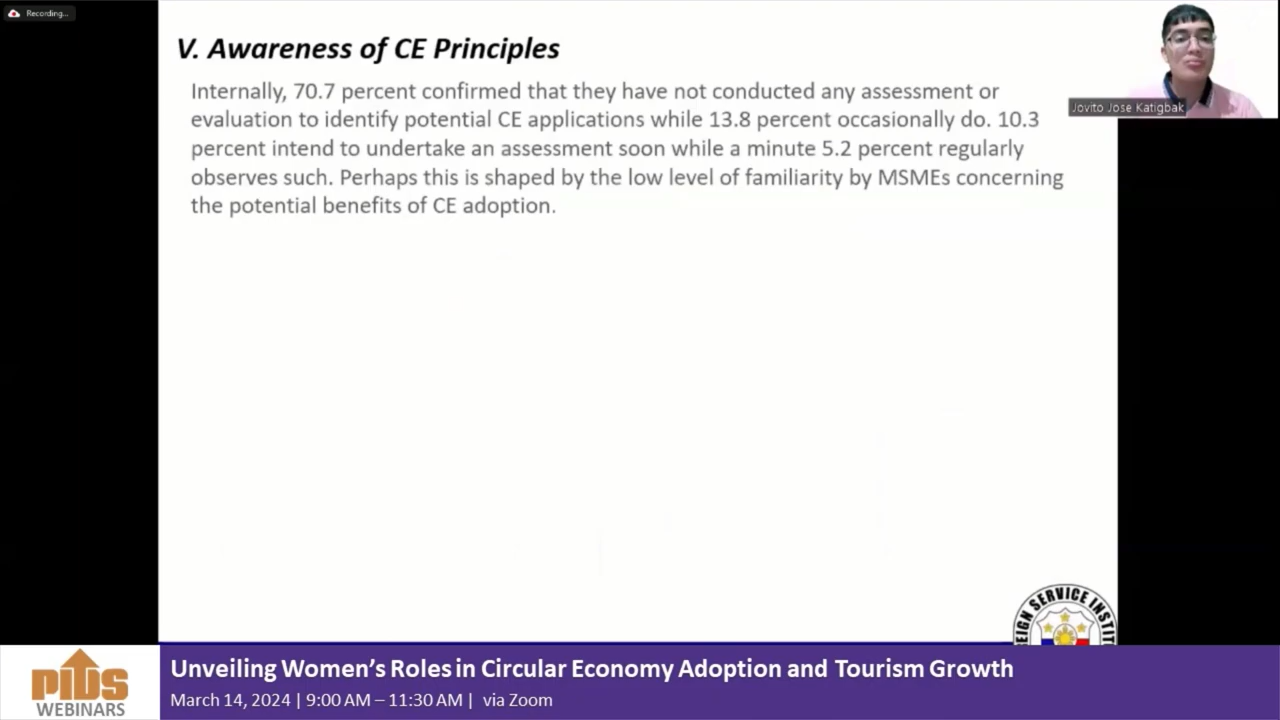 Recording...
V. Awareness of CE Principles
Internally, 70.7 percent confirmed that they have not conducted any assessment or
evaluation to identify potential CE applications while 13.8 percent occasionally do. 10.3
percent intend to undertake an assessment soon while a minute 5.2 percent regularly
observes such. Perhaps this is shaped by the low level of familiarity by MSMEs concerning
the potential benefits of CE adoption.
Jovito Jose Katigbak
EIGN SERVICE INSTI
pids
WEBINARS
Unveiling Women's Roles in Circular Economy Adoption and Tourism Growth
March 14, 2024 | 9:00 AM – 11:30 AM | via Zoom